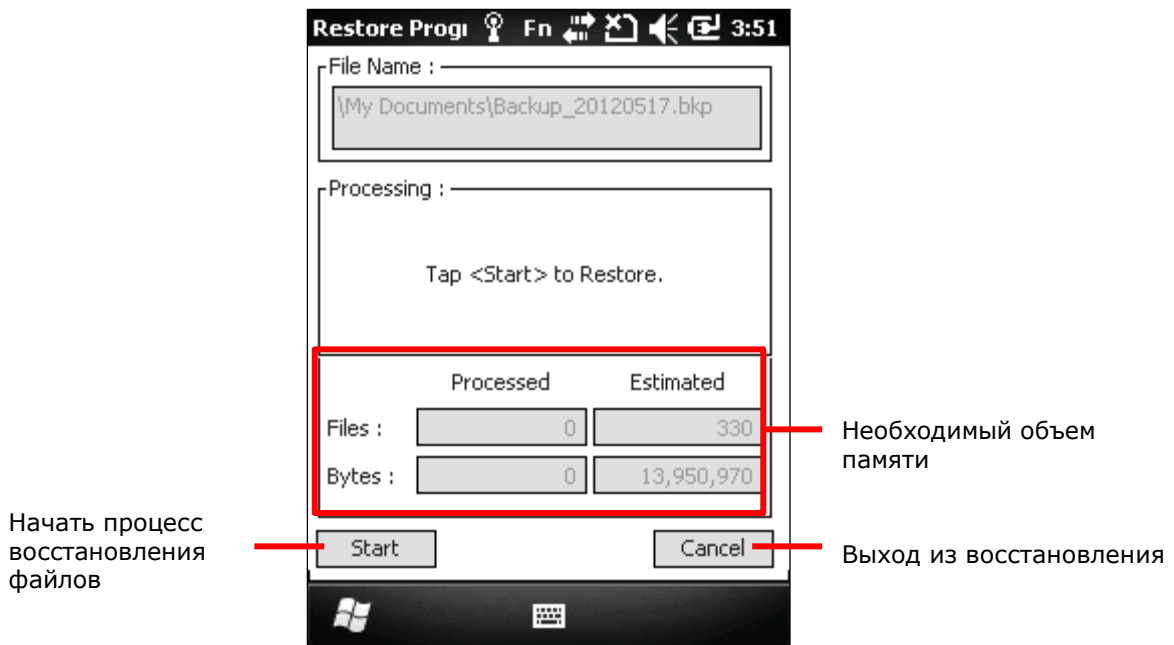 Restore Progr Fn 3:51
File Name :
\My Documents\Backup_20120517.bkp
Processing :
Tap <Start> to Restore.
Processed Estimated
Files : 0 330
Bytes : 0 13,950,970
Необходимый объем
памяти
Начать процесс
восстановления
файлов
Start Cancel
Выход из восстановления